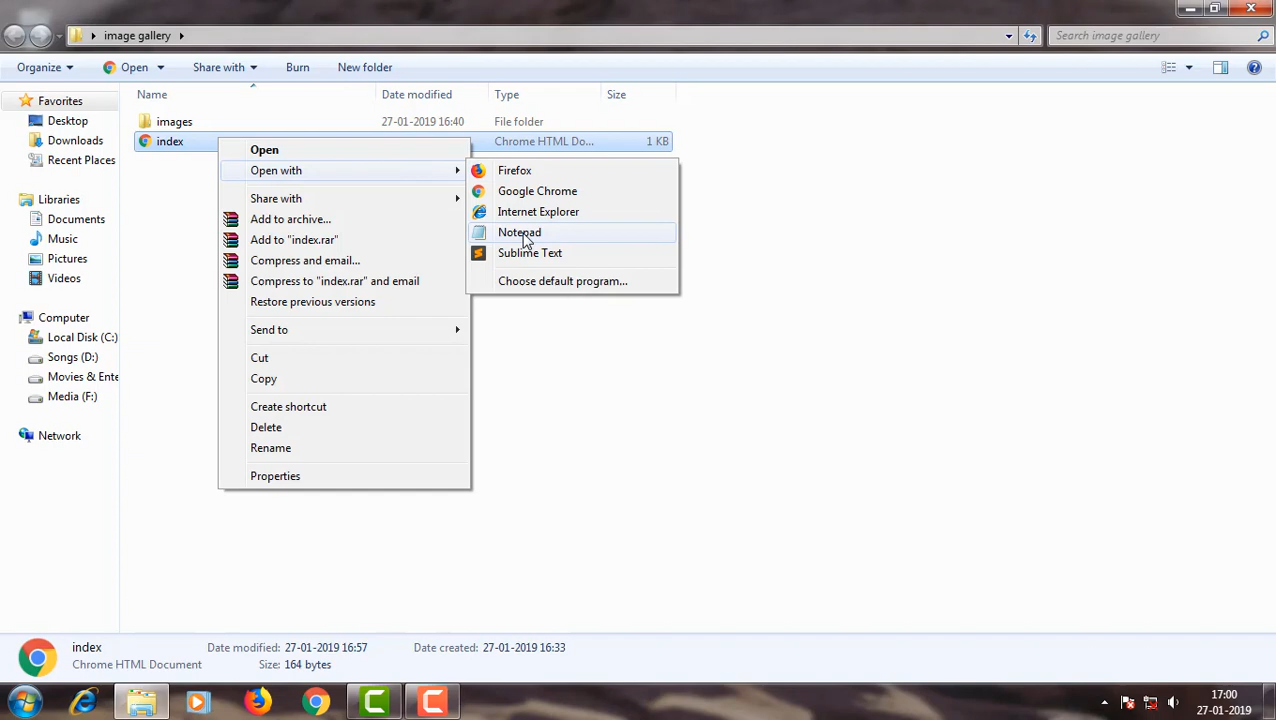 image gallery
Search image gallery
Organize Open Share with Burn New folder
Name Date modified Type Size
Favorites
Desktop
Downloads
Recent Places
Libraries
Documents
Music
Pictures
Videos
Computer
Local Disk (C:)
Songs (D:)
Movies & Ente
Media (F:)
Network
images 27-01-2019 16:40 File folder
index Chrome HTML Do... 1 KB
Open
Open with
Share with
Add to archive...
Add to "index.rar"
Compress and email...
Compress to "index.rar" and email
Restore previous versions
Send to
Cut
Copy
Create shortcut
Delete
Rename
Properties
Firefox
Google Chrome
Internet Explorer
Notepad
Sublime Text
Choose default program...
index Date modified: 27-01-2019 16:57 Date created: 27-01-2019 16:33
Chrome HTML Document Size: 164 bytes
17:00
27-01-2019